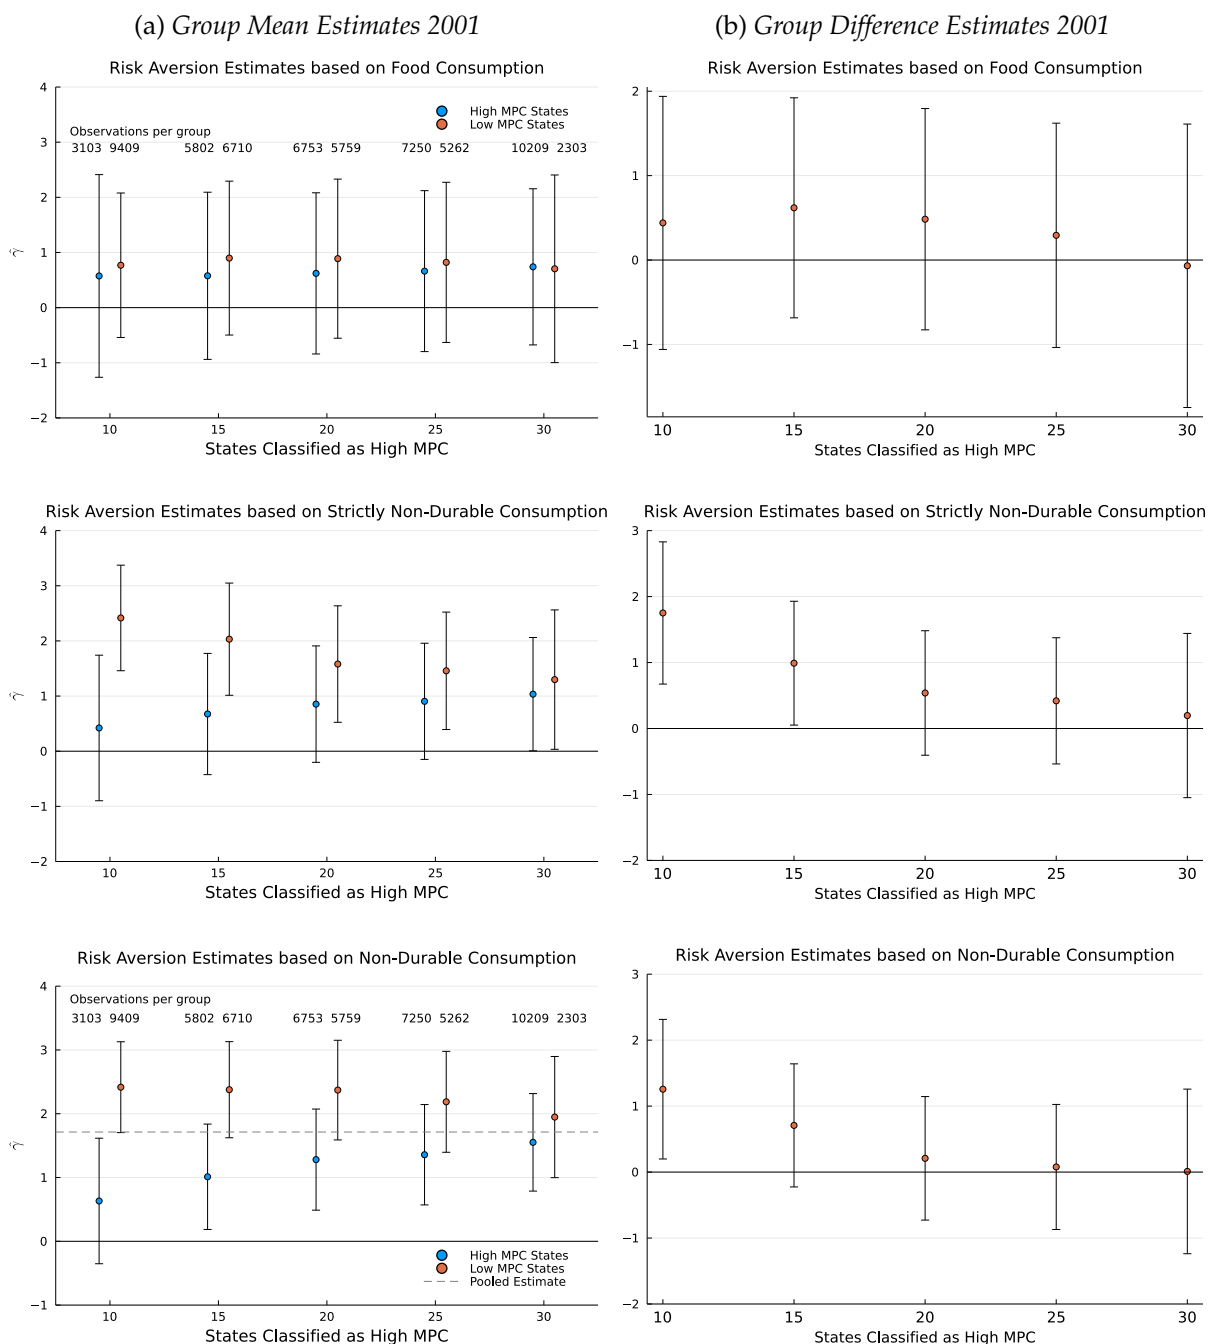 (a) Group Mean Estimates 2001
Risk Aversion Estimates based on Food Consumption
4
3
2
1
0
−1
−2
γ̂
High MPC States
Low MPC States
Observations per group
3103 9409 5802 6710 6753 5759 7250 5262 10209 2303
10 15 20 25 30
States Classified as High MPC
(b) Group Difference Estimates 2001
Risk Aversion Estimates based on Food Consumption
2
1
0
−1
10 15 20 25 30
States Classified as High MPC
Risk Aversion Estimates based on Strictly Non-Durable Consumption
4
3
2
1
0
−1
−2
γ̂
10 15 20 25 30
States Classified as High MPC
Risk Aversion Estimates based on Strictly Non-Durable Consumption
3
2
1
0
−1
−2
10 15 20 25 30
States Classified as High MPC
Risk Aversion Estimates based on Non-Durable Consumption
4
3
2
1
0
−1
γ̂
Observations per group
3103 9409 5802 6710 6753 5759 7250 5262 10209 2303
High MPC States
Low MPC States
Pooled Estimate
10 15 20 25 30
States Classified as High MPC
Risk Aversion Estimates based on Non-Durable Consumption
3
2
1
0
−1
−2
10 15 20 25 30
States Classified as High MPC